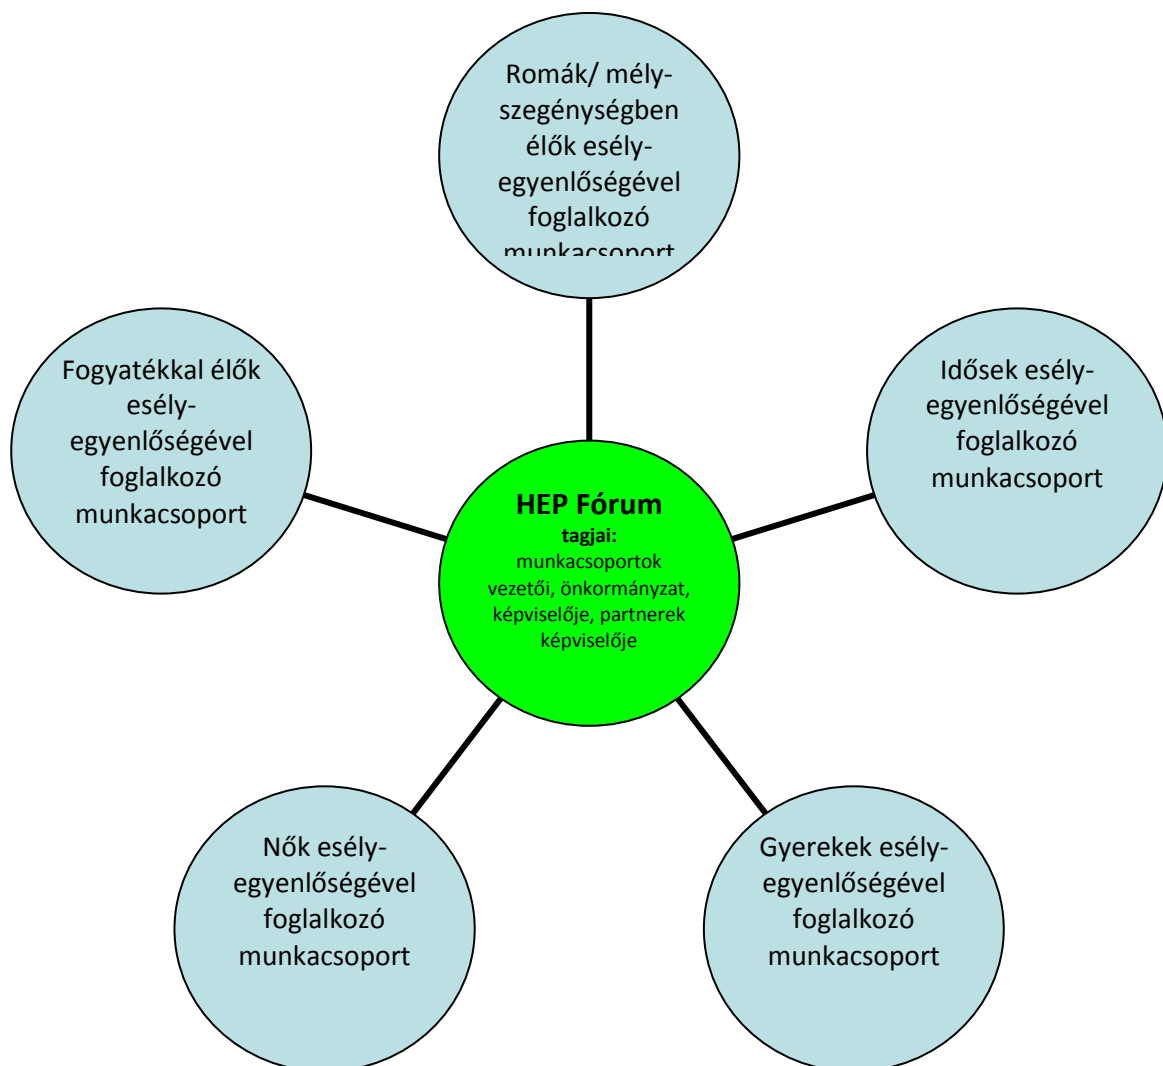 Romák/ mély-
szegénységben
élők esély-
egyenlőségével
foglalkozó
munkacsoport
Fogyatékkal élők
esély-
egyenlőségével
foglalkozó
munkacsoport
Idősek esély-
egyenlőségével
foglalkozó
munkacsoport
HEP Fórum
tagjai:
munkacsoportok
vezetői, önkormányzat,
képviselője, partnerek
képviselője
Nők esély-
egyenlőségével
foglalkozó
munkacsoport
Gyerekek esély-
egyenlőségével
foglalkozó
munkacsoport